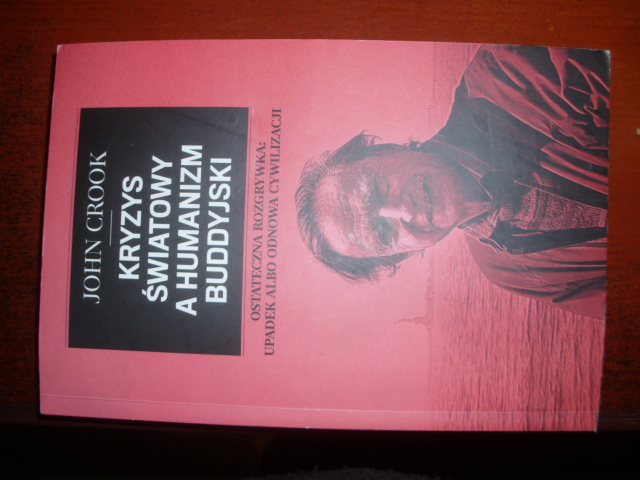 JOHN CROOK
KRYZYS
ŚWIATOWY
A HUMANIZM
BUDDYJSKI
OSTATECZNA ROZGRYWKA:
UPADEK ALBO ODNOWA CYWILIZACJI